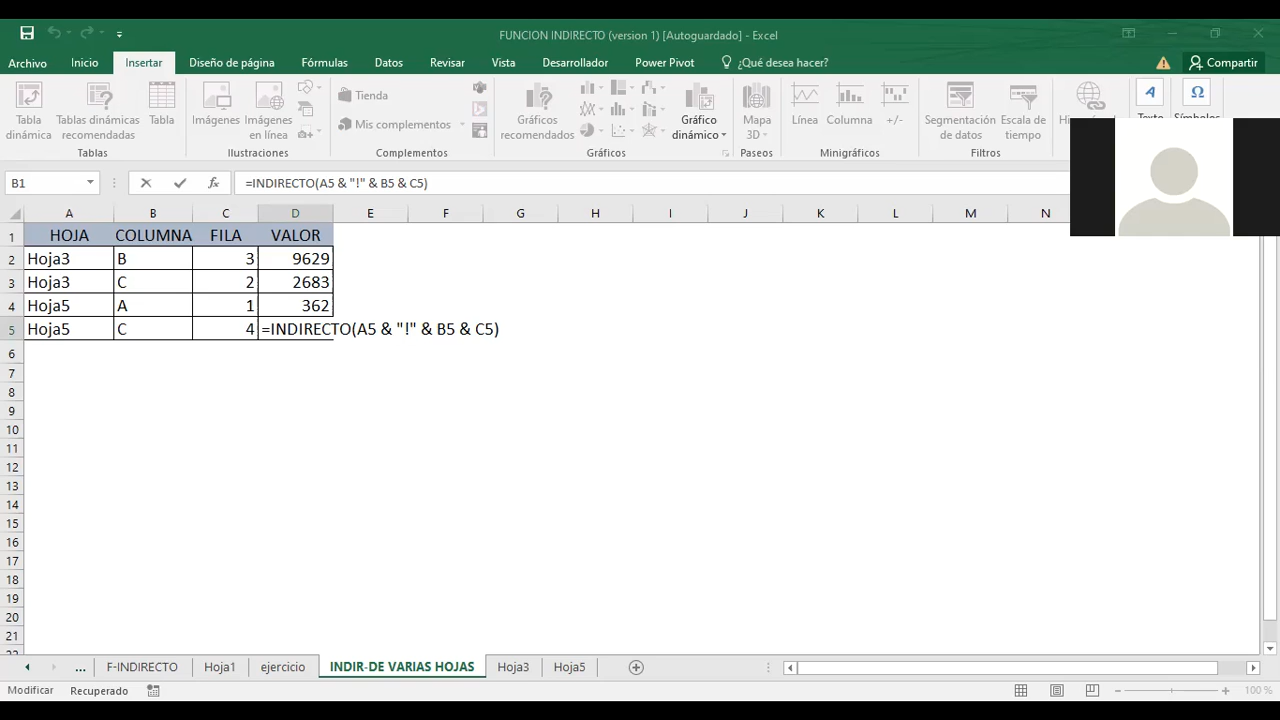 FUNCION INDIRECTO (version 1) [Autoguardado] - Excel
Archivo Inicio Insertar Diseño de página Fórmulas Datos Revisar Vista Desarrollador Power Pivot ¿Qué desea hacer? Compartir
Tabla dinámica
Tablas dinámicas recomendadas
Tabla
Imágenes
Imágenes en línea
Tienda
Mis complementos
Gráficos recomendados
Gráfico dinámico
Mapa 3D
Línea
Columna
+/-
Segmentación de datos
Escala de tiempo
Texto
Símbolos
Tablas Ilustraciones Complementos Gráficos Paseos Minigráficos Filtros
B1 fx =INDIRECTO(A5 & "!" & B5 & C5)
A B C D E F G H I J K L M N
1 HOJA COLUMNA FILA VALOR
2 Hoja3 B 3 9629
3 Hoja3 C 2 2683
4 Hoja5 A 1 362
5 Hoja5 C 4 =INDIRECTO(A5 & "!" & B5 & C5)
6
7
8
9
10
11
12
13
14
15
16
17
18
19
20
21
... F-INDIRECTO Hoja1 ejercicio INDIR-DE VARIAS HOJAS Hoja3 Hoja5
Modificar Recuperado 100 %